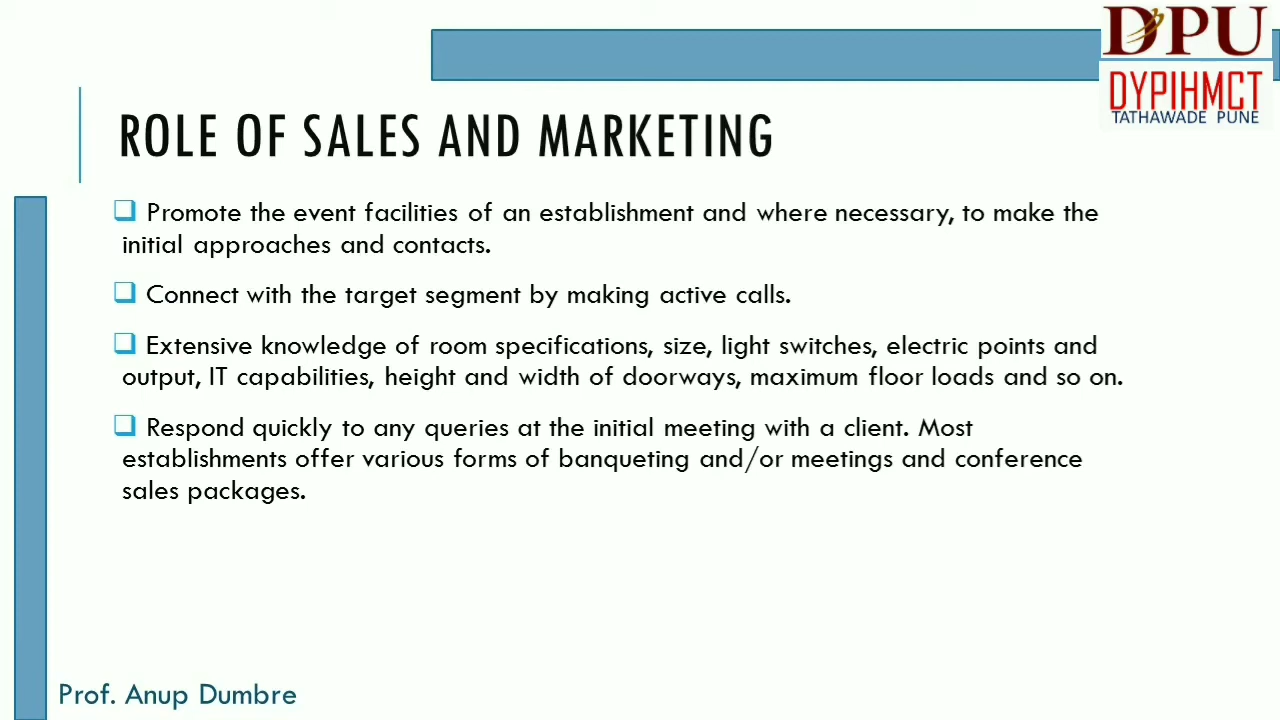 DPU
DYPIHMCT
TATHAWADE PUNE
ROLE OF SALES AND MARKETING
Promote the event facilities of an establishment and where necessary, to make the
initial approaches and contacts.
Connect with the target segment by making active calls.
Extensive knowledge of room specifications, size, light switches, electric points and
output, IT capabilities, height and width of doorways, maximum floor loads and so on.
Respond quickly to any queries at the initial meeting with a client. Most
establishments offer various forms of banqueting and/or meetings and conference
sales packages.
Prof. Anup Dumbre